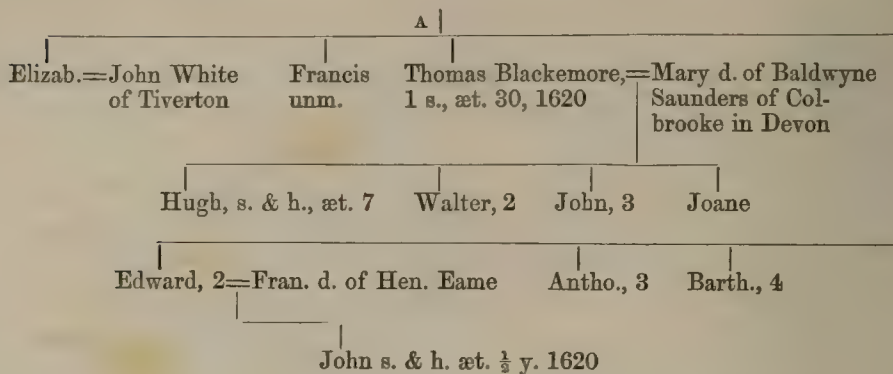 A
Elizab.=John White Francis Thomas Blackemore,=Mary d. of Baldwyne
of Tiverton unm. 1 s., æt. 30, 1620 Saunders of Col-
brooke in Devon
Hugh, s. & h., æt. 7 Walter, 2 John, 3 Joane
Edward, 2=Fran. d. of Hen. Eame Antho., 3 Barth., 4
John s. & h. æt. ½ y. 1620